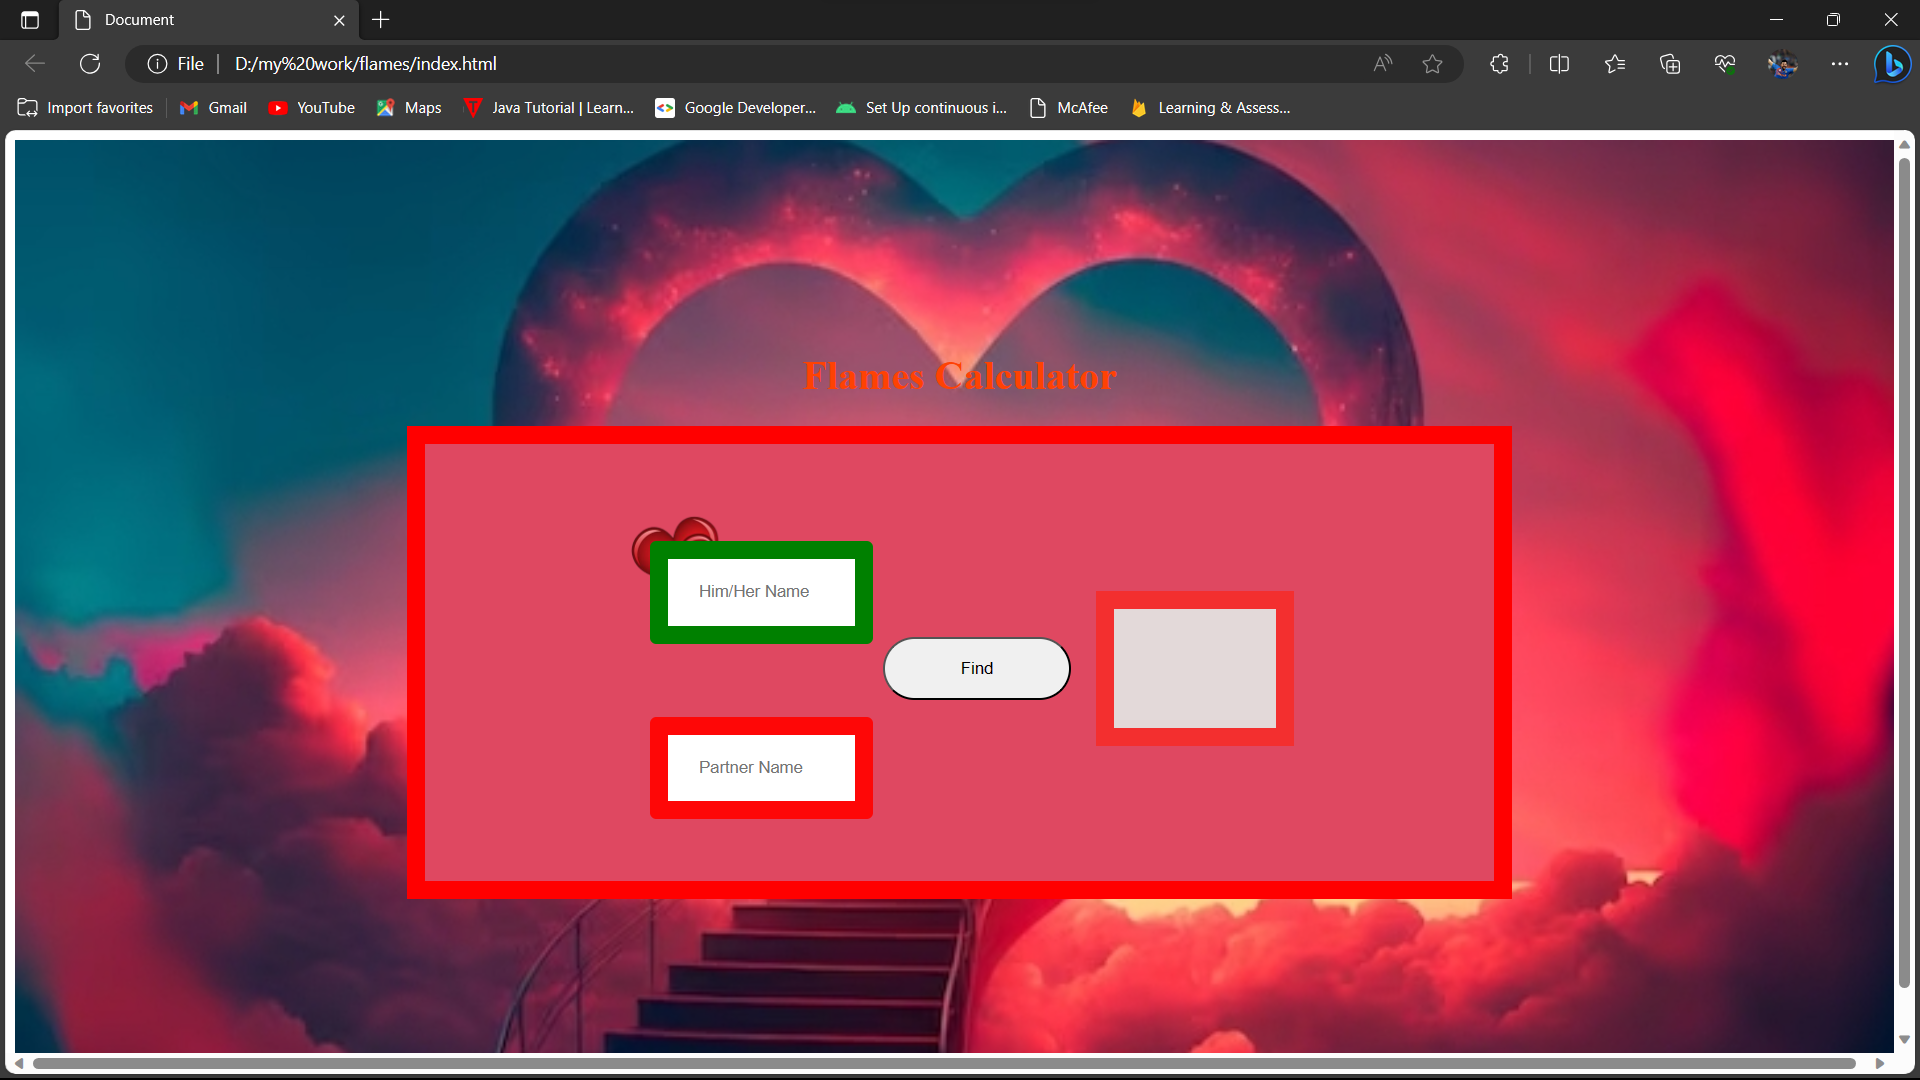 Document
File
D:/my%20work/flames/index.html
Import favorites
Gmail
YouTube
Maps
Java Tutorial | Learn...
Google Developer...
Set Up continuous i...
McAfee
Learning & Assess...
Flames Calculator
Him/Her Name
Find
Partner Name